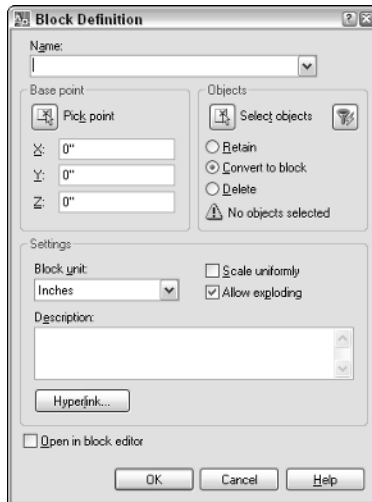 Block Definition
Name:
Base point
Pick point
X: 0"
Y: 0"
Z: 0"
Objects
Select objects
Retain
Convert to block
Delete
No objects selected
Settings
Block unit:
Inches
Scale uniformly
Allow exploding
Description:
Hyperlink...
Open in block editor
OK Cancel Help